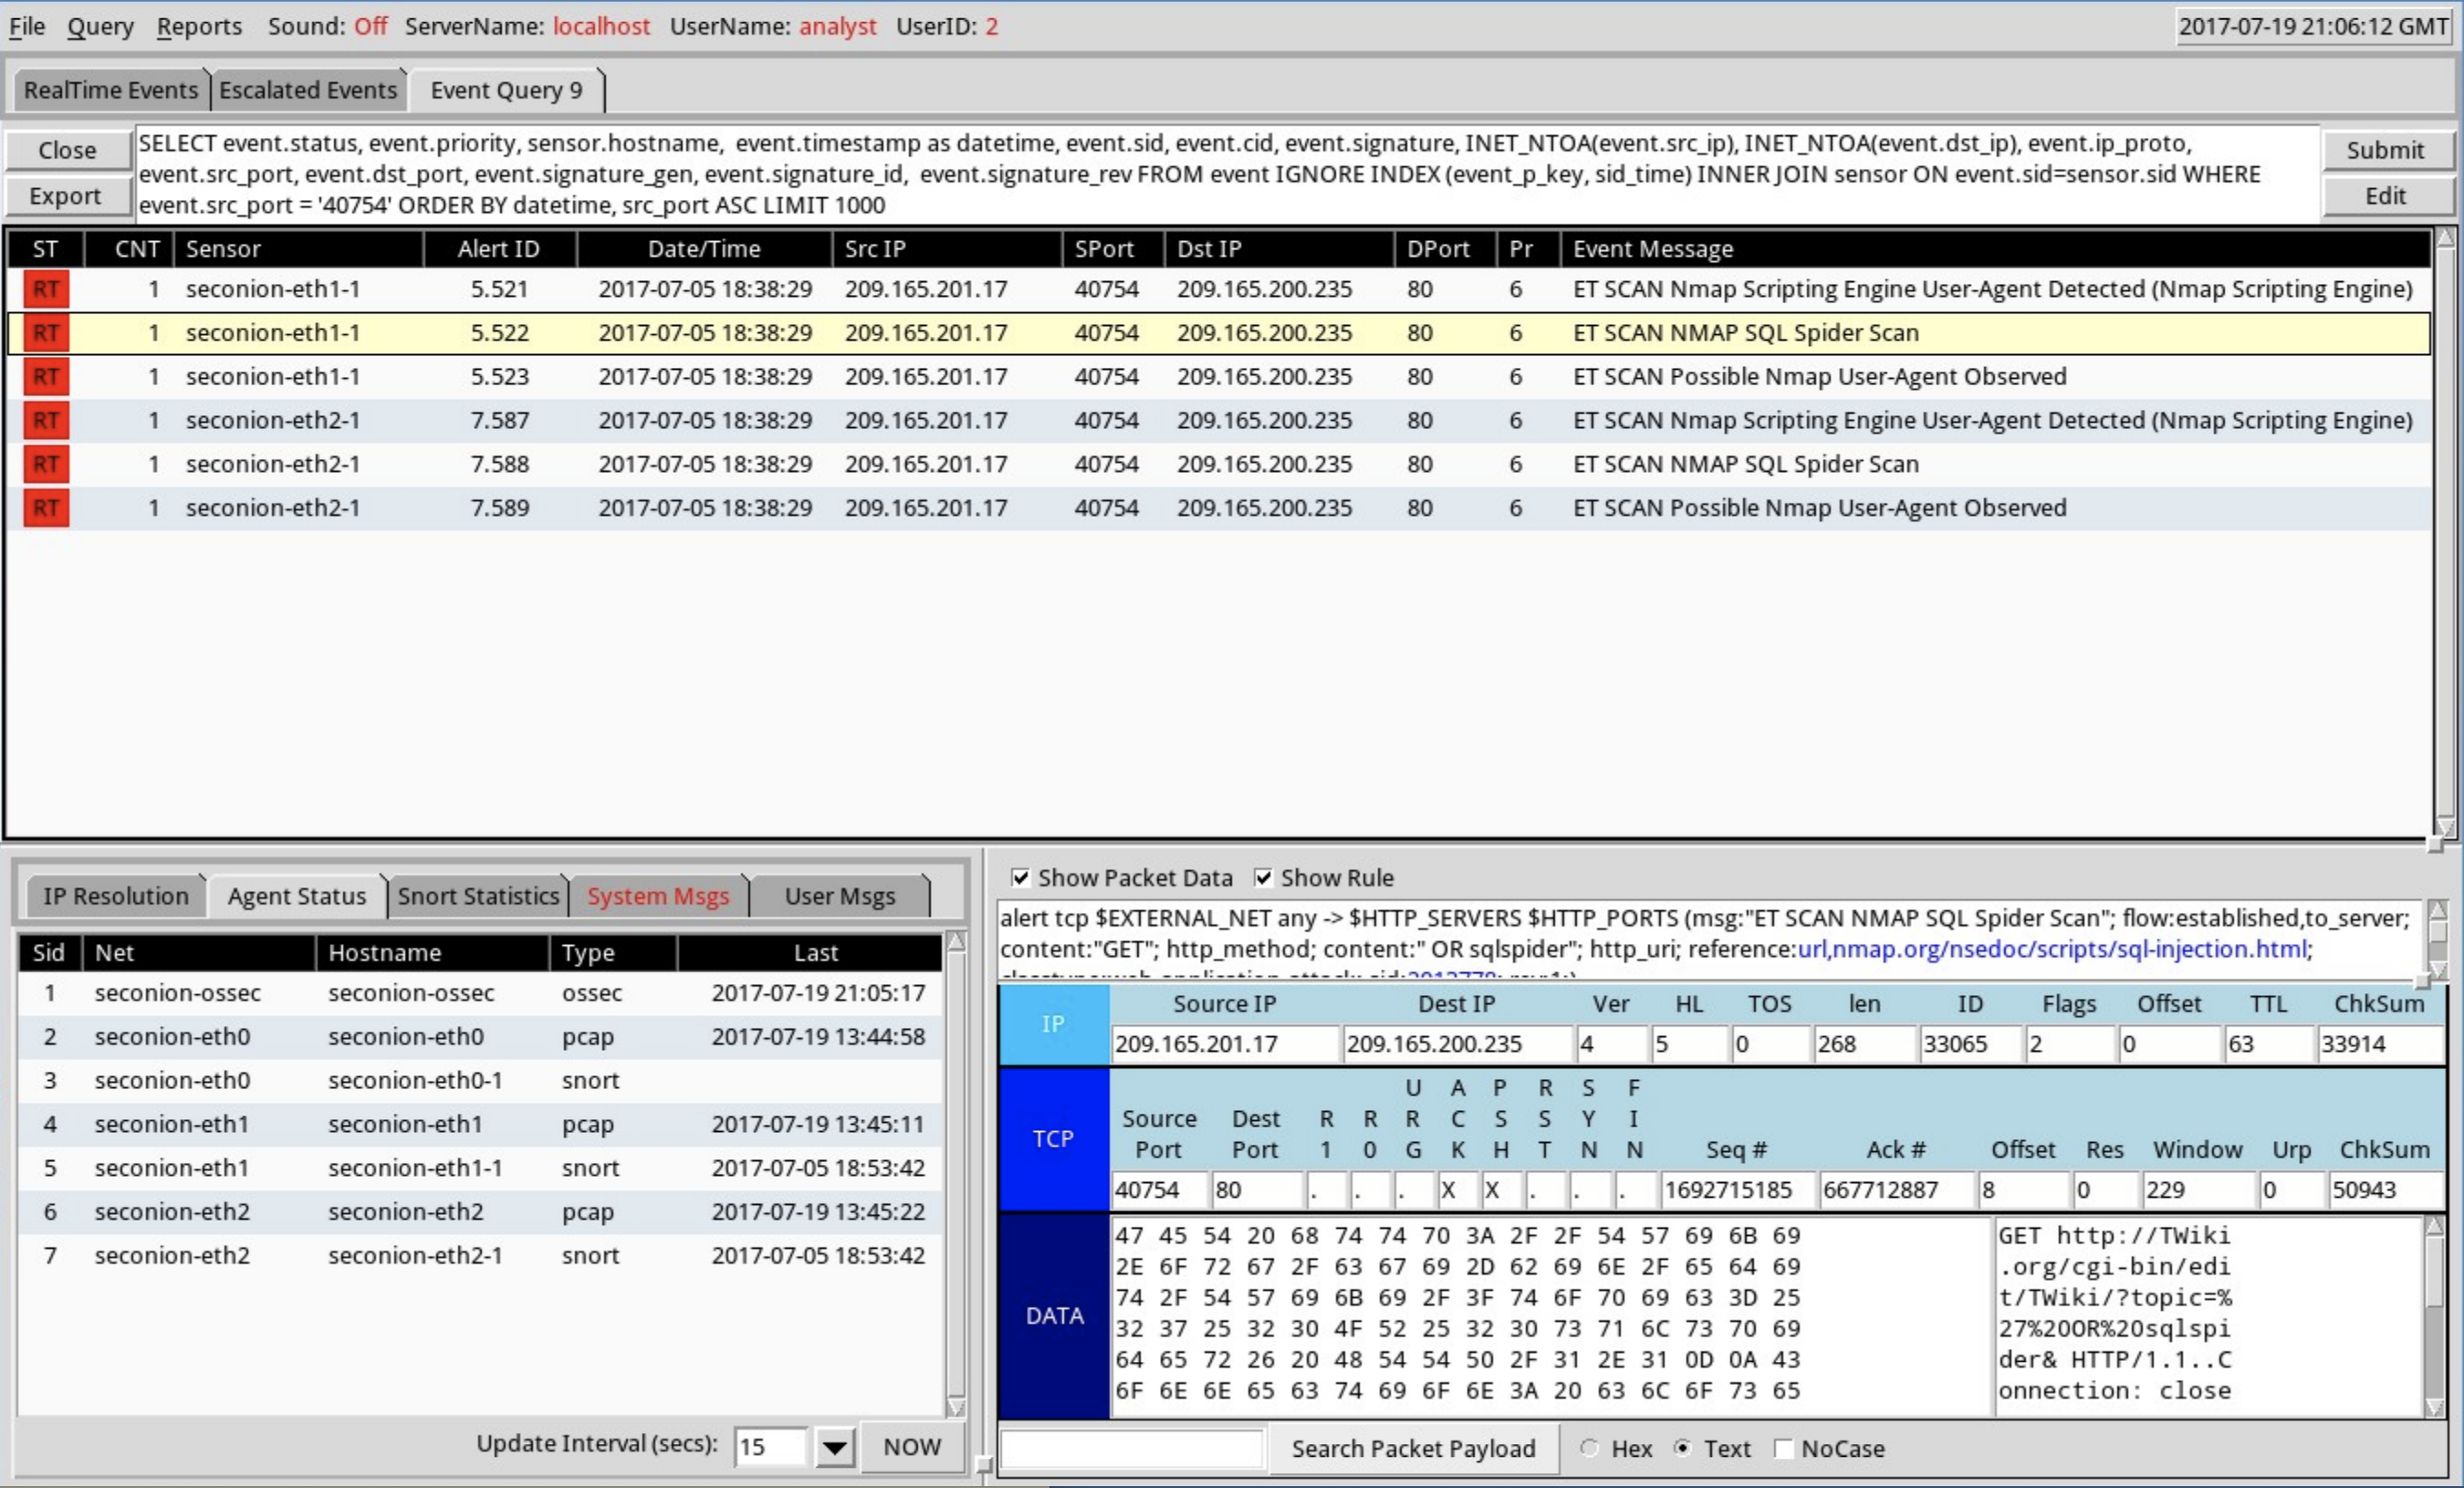 File Query Reports Sound: Off ServerName: localhost UserName: analyst UserID: 2 2017-07-19 21:06:12 GMT
RealTime Events Escalated Events Event Query 9
Close
Export
SELECT event.status, event.priority, sensor.hostname, event.timestamp as datetime, event.sid, event.cid, event.signature, INET_NTOA(event.src_ip), INET_NTOA(event.dst_ip), event.ip_proto,
event.src_port, event.dst_port, event.signature_gen, event.signature_id, event.signature_rev FROM event IGNORE INDEX (event_p_key, sid_time) INNER JOIN sensor ON event.sid=sensor.sid WHERE
event.src_port = '40754' ORDER BY datetime, src_port ASC LIMIT 1000
Submit
Edit
ST CNT Sensor Alert ID Date/Time Src IP SPort Dst IP DPort Pr Event Message
RT 1 seconion-eth1-1 5.521 2017-07-05 18:38:29 209.165.201.17 40754 209.165.200.235 80 6 ET SCAN Nmap Scripting Engine User-Agent Detected (Nmap Scripting Engine)
RT 1 seconion-eth1-1 5.522 2017-07-05 18:38:29 209.165.201.17 40754 209.165.200.235 80 6 ET SCAN NMAP SQL Spider Scan
RT 1 seconion-eth1-1 5.523 2017-07-05 18:38:29 209.165.201.17 40754 209.165.200.235 80 6 ET SCAN Possible Nmap User-Agent Observed
RT 1 seconion-eth2-1 7.587 2017-07-05 18:38:29 209.165.201.17 40754 209.165.200.235 80 6 ET SCAN Nmap Scripting Engine User-Agent Detected (Nmap Scripting Engine)
RT 1 seconion-eth2-1 7.588 2017-07-05 18:38:29 209.165.201.17 40754 209.165.200.235 80 6 ET SCAN NMAP SQL Spider Scan
RT 1 seconion-eth2-1 7.589 2017-07-05 18:38:29 209.165.201.17 40754 209.165.200.235 80 6 ET SCAN Possible Nmap User-Agent Observed
IP Resolution Agent Status Snort Statistics System Msgs User Msgs
Sid Net Hostname Type Last
1 seconion-ossec seconion-ossec ossec 2017-07-19 21:05:17
2 seconion-eth0 seconion-eth0 pcap 2017-07-19 13:44:58
3 seconion-eth0 seconion-eth0-1 snort
4 seconion-eth1 seconion-eth1 pcap 2017-07-19 13:45:11
5 seconion-eth1 seconion-eth1-1 snort 2017-07-05 18:53:42
6 seconion-eth2 seconion-eth2 pcap 2017-07-19 13:45:22
7 seconion-eth2 seconion-eth2-1 snort 2017-07-05 18:53:42
Update Interval (secs): 15 NOW
Show Packet Data Show Rule
alert tcp $EXTERNAL_NET any -> $HTTP_SERVERS $HTTP_PORTS (msg:"ET SCAN NMAP SQL Spider Scan"; flow:established,to_server;
content:"GET"; http_method; content:" OR sqlspider"; http_uri; reference:url,nmap.org/nsedoc/scripts/sql-injection.html;
IP
Source IP Dest IP Ver HL TOS len ID Flags Offset TTL ChkSum
209.165.201.17 209.165.200.235 4 5 0 268 33065 2 0 63 33914
TCP
Source Port Dest Port R1 R0 URG ACK PSH RST SYN FIN Seq # Ack # Offset Res Window Urp ChkSum
40754 80 . . . X X . . . 1692715185 667712887 8 0 229 0 50943
DATA
47 45 54 20 68 74 74 70 3A 2F 2F 54 57 69 6B 69 GET http://TWiki
2E 6F 72 67 2F 63 67 69 2D 62 69 6E 2F 65 64 69 .org/cgi-bin/edi
74 2F 54 57 69 6B 69 2F 3F 74 6F 70 69 63 3D 25 t/TWiki/?topic=%
32 37 25 32 30 4F 52 25 32 30 73 71 6C 73 70 69 27%20OR%20sqlspi
64 65 72 26 20 48 54 54 50 2F 31 2E 31 0D 0A 43 der& HTTP/1.1..C
6F 6E 6E 65 63 74 69 6F 6E 3A 20 63 6C 6F 73 65 onnection: close
Search Packet Payload Hex Text NoCase